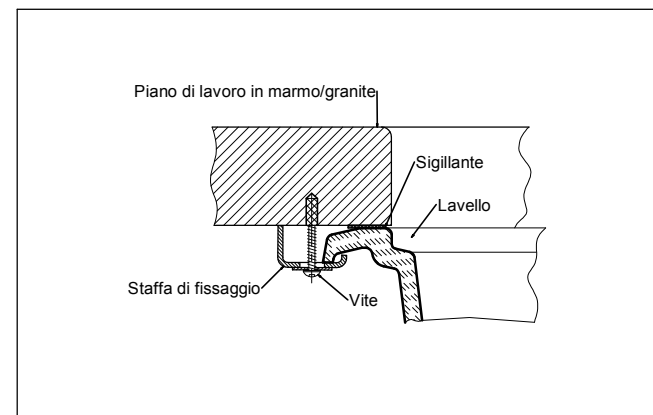 Piano di lavoro in marmo/granite
Sigillante
Lavello
Staffa di fissaggio
Vite